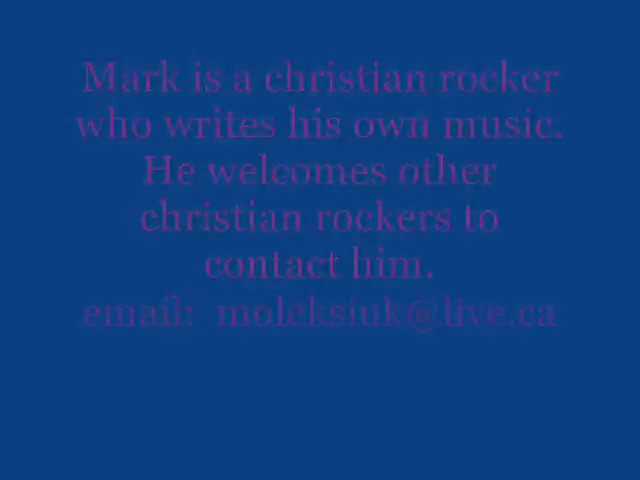 Mark is a christian rocker
who writes his own music.
He welcomes other
christian rockers to
contact him.
email:  moleksiuk@live.ca